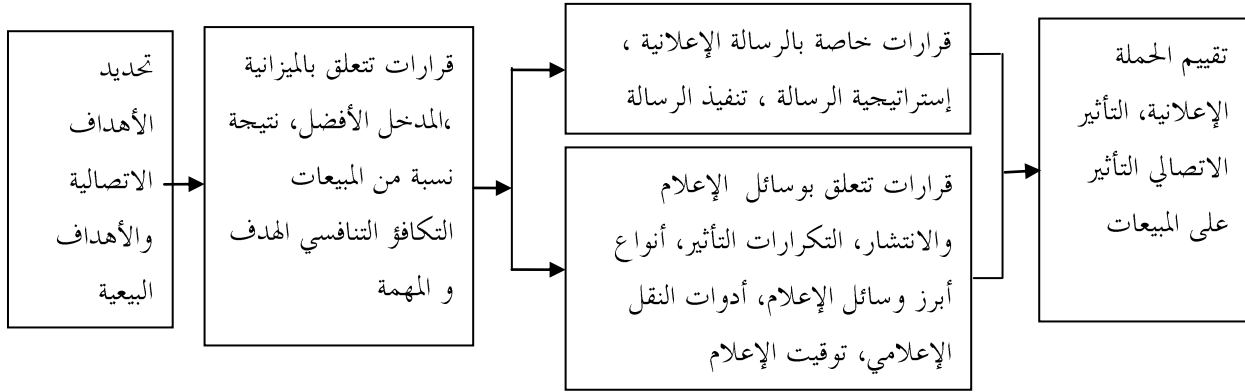 تحديد
الأهداف
الاتصالية
والأهداف
البيعية
قرارات تتعلق بالميزانية
،المدخل الأفضل، نتيجة
نسبة من المبيعات
التكافؤ التنافسي الهدف
و المهمة
قرارات خاصة بالرسالة الإعلانية ،
إستراتيجية الرسالة ، تنفيذ الرسالة
قرارات تتعلق بوسائل الإعلام
والانتشار، التكرارات التأثير، أنواع
أبرز وسائل الإعلام، أدوات النقل
الإعلامي، توقيت الإعلام
تقييم الحملة
الإعلانية، التأثير
الاتصالي التأثير
على المبيعات